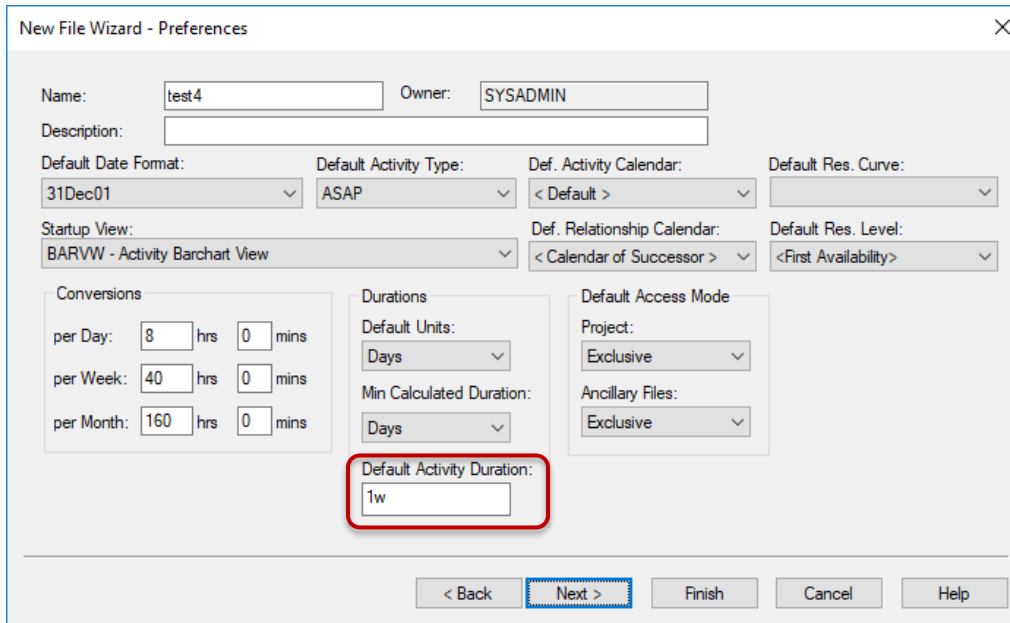 New File Wizard - Preferences
Name: test4 Owner: SYSADMIN
Description:
Default Date Format: Default Activity Type: Def. Activity Calendar: Default Res. Curve:
31Dec01 ASAP < Default >
Startup View: Def. Relationship Calendar: Default Res. Level:
BARVW - Activity Barchart View < Calendar of Successor > <First Availability>
Conversions Durations Default Access Mode
per Day: 8 hrs 0 mins Default Units: Project:
Days Exclusive
per Week: 40 hrs 0 mins Min Calculated Duration: Ancillary Files:
per Month: 160 hrs 0 mins Days Exclusive
Default Activity Duration:
1w
< Back Next > Finish Cancel Help